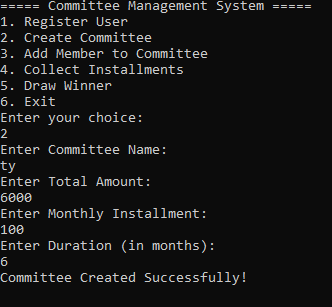 ===== Committee Management System =====
1. Register User
2. Create Committee
3. Add Member to Committee
4. Collect Installments
5. Draw Winner
6. Exit
Enter your choice:
2
Enter Committee Name:
ty
Enter Total Amount:
6000
Enter Monthly Installment:
100
Enter Duration (in months):
6
Committee Created Successfully!